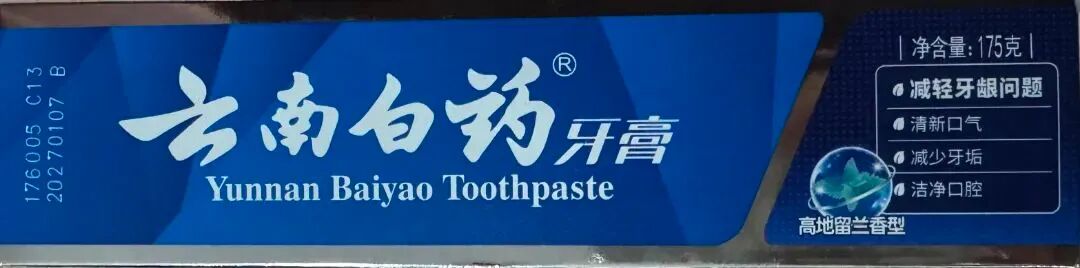 176005 C13
20270107 B
云南白药®牙膏
Yunnan Baiyao Toothpaste
净含量:175克
减轻牙龈问题
清新口气
减少牙垢
洁净口腔
高地留兰香型